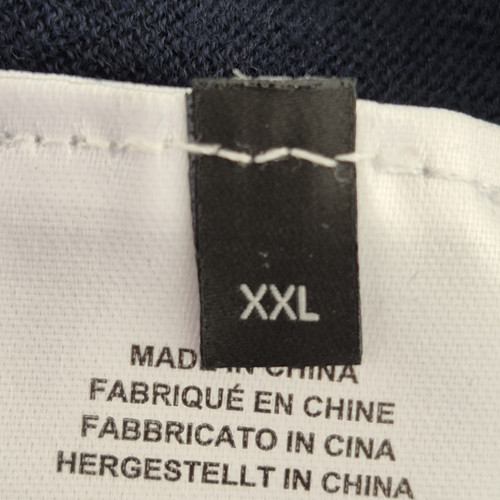 XXL
MADE IN CHINA
FABRIQUÉ EN CHINE
FABBRICATO IN CINA
HERGESTELLT IN CHINA